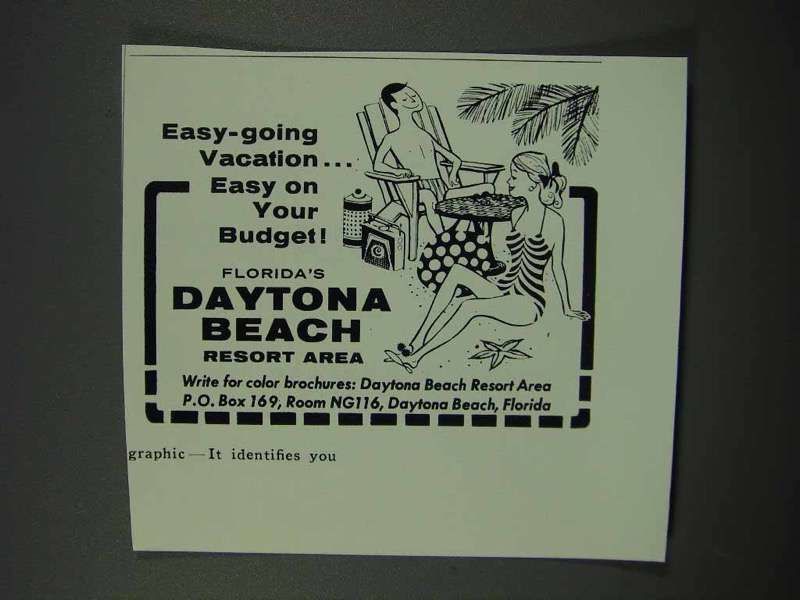 Easy-going
Vacation...
Easy on
Your
Budget!
FLORIDA'S
DAYTONA
BEACH
RESORT AREA
Write for color brochures: Daytona Beach Resort Area
P.O. Box 169, Room NG116, Daytona Beach, Florida
graphic—It identifies you